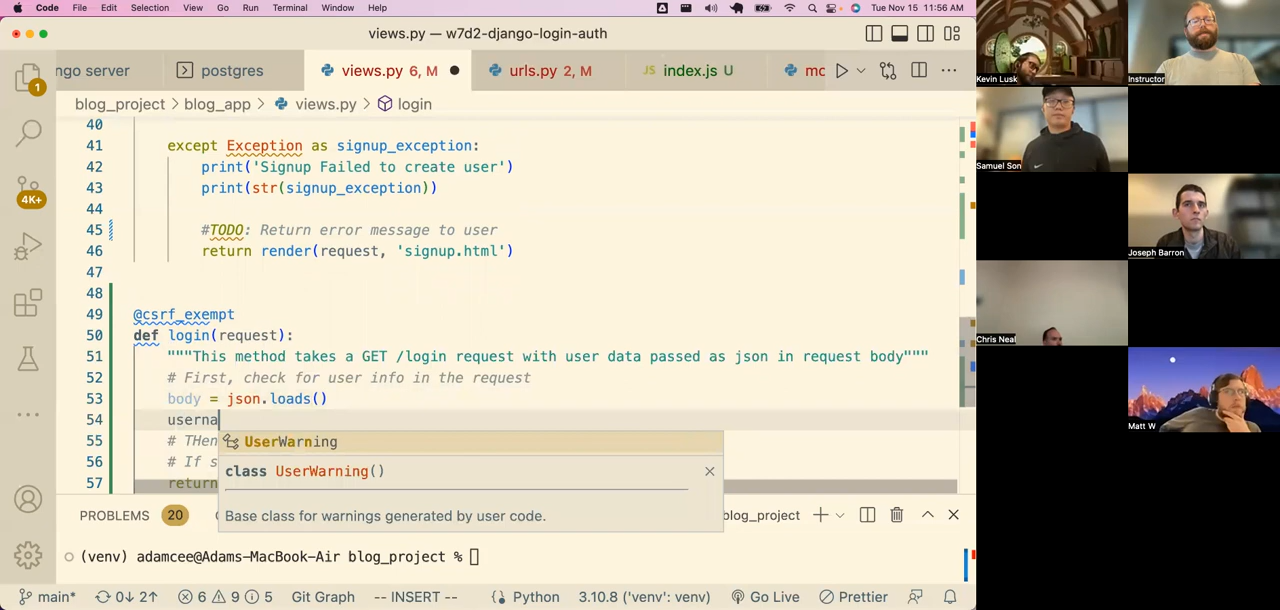 Code File Edit Selection View Go Run Terminal Window Help Tue Nov 15 11:56 AM
views.py — w7d2-django-login-auth
ngo server postgres views.py 6, M urls.py 2, M JS index.js U mo
blog_project blog_app views.py login
40
41 except Exception as signup_exception:
42 print('Signup Failed to create user')
43 print(str(signup_exception))
44
45 #TODO: Return error message to user
46 return render(request, 'signup.html')
47
48
49 @csrf_exempt
50 def login(request):
51 """This method takes a GET /login request with user data passed as json in request body"""
52 # First, check for user info in the request
53 body = json.loads()
54 userna
UserWarning
55 # THen
56 # If s
57 return
class UserWarning()
Base class for warnings generated by user code.
1
4K+
PROBLEMS 20 blog_project
(venv) adamcee@Adams-MacBook-Air blog_project %
main* 0↓ 2↑ 6 9 5 Git Graph -- INSERT -- Python 3.10.8 ('venv': venv) Go Live Prettier
Kevin Lusk
Instructor
Samuel Son
Joseph Barron
Chris Neal
Matt W